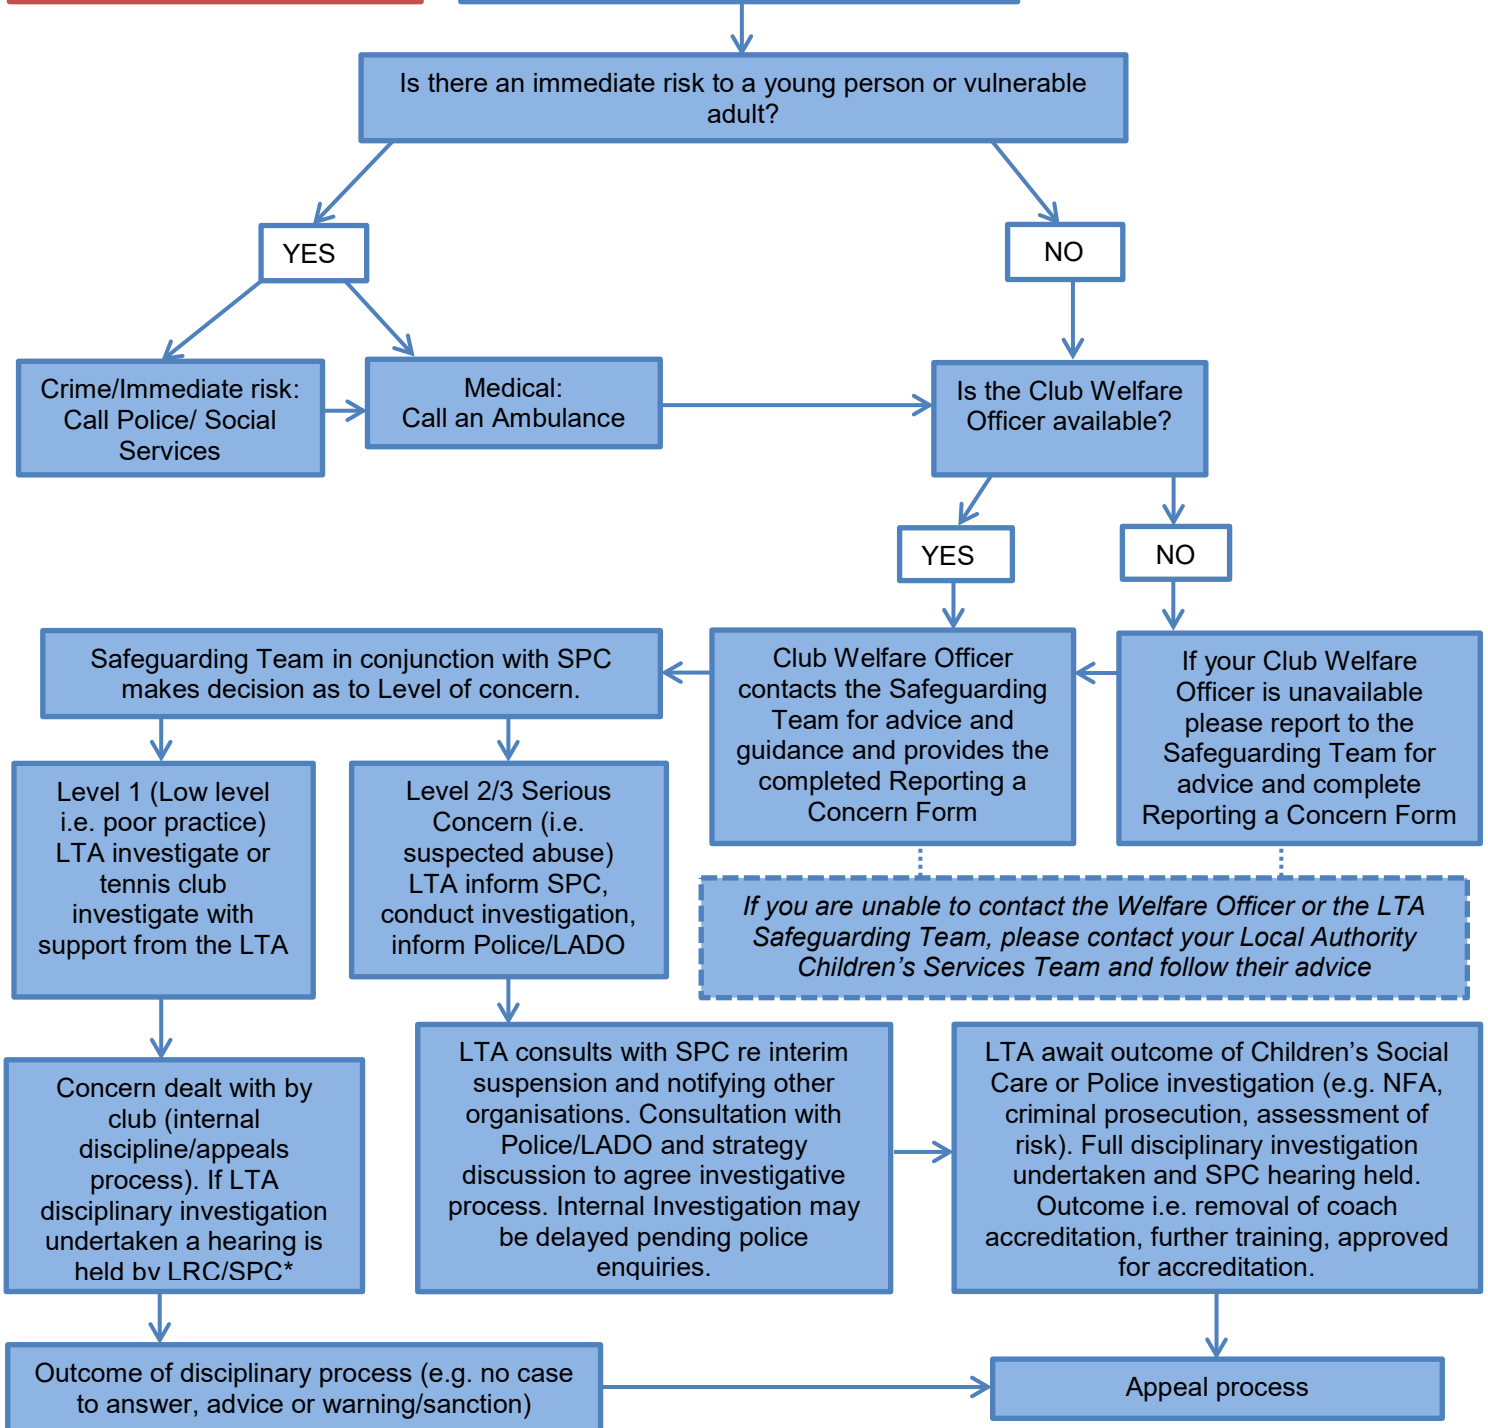 Is there an immediate risk to a young person or vulnerable
adult?
YES
NO
Crime/Immediate risk:
Call Police/ Social
Services
Medical:
Call an Ambulance
Is the Club Welfare
Officer available?
YES
NO
Safeguarding Team in conjunction with SPC
makes decision as to Level of concern.
Club Welfare Officer
contacts the Safeguarding
Team for advice and
guidance and provides the
completed Reporting a
Concern Form
If your Club Welfare
Officer is unavailable
please report to the
Safeguarding Team for
advice and complete
Reporting a Concern Form
Level 1 (Low level
i.e. poor practice)
LTA investigate or
tennis club
investigate with
support from the LTA
Level 2/3 Serious
Concern (i.e.
suspected abuse)
LTA inform SPC,
conduct investigation,
inform Police/LADO
If you are unable to contact the Welfare Officer or the LTA
Safeguarding Team, please contact your Local Authority
Children’s Services Team and follow their advice
Concern dealt with by
club (internal
discipline/appeals
process). If LTA
disciplinary investigation
undertaken a hearing is
held by LRC/SPC*
LTA consults with SPC re interim
suspension and notifying other
organisations. Consultation with
Police/LADO and strategy
discussion to agree investigative
process. Internal Investigation may
be delayed pending police
enquiries.
LTA await outcome of Children’s Social
Care or Police investigation (e.g. NFA,
criminal prosecution, assessment of
risk). Full disciplinary investigation
undertaken and SPC hearing held.
Outcome i.e. removal of coach
accreditation, further training, approved
for accreditation.
Outcome of disciplinary process (e.g. no case
to answer, advice or warning/sanction)
Appeal process